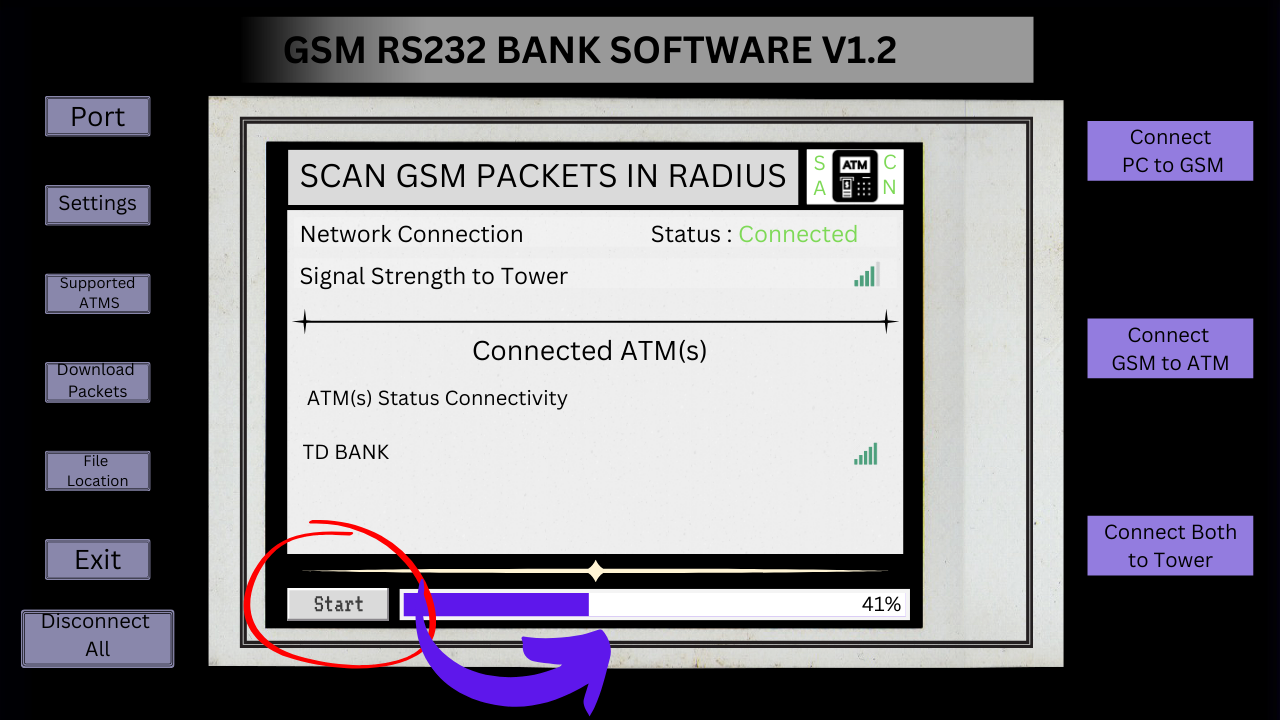 GSM RS232 BANK SOFTWARE V1.2
Port
Settings
Supported
ATMS
Download
Packets
File
Location
Exit
Disconnect
All
SCAN GSM PACKETS IN RADIUS
S C
ATM
A N
Network Connection Status : Connected
Signal Strength to Tower
Connected ATM(s)
ATM(s) Status Connectivity
TD BANK
Start 41%
Connect
PC to GSM
Connect
GSM to ATM
Connect Both
to Tower